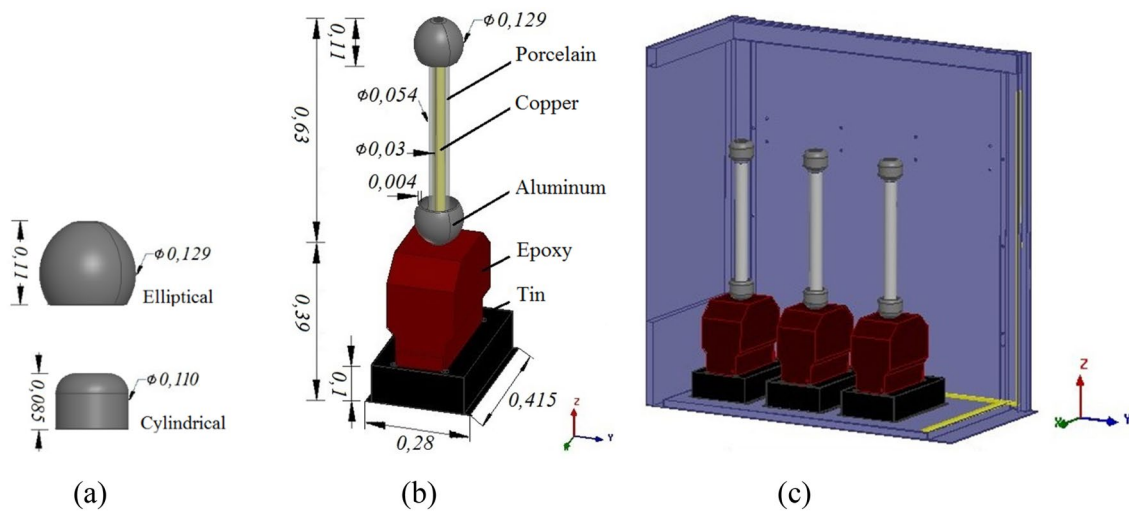 0,11
ϕ0,129
Elliptical
0,085
ϕ0,110
Cylindrical
(a)
0,11
ϕ0,129
0,63
Porcelain
ϕ0,054
Copper
ϕ0,03
0,004
Aluminum
Epoxy
0,39
Tin
0,1
0,415
0,28
Z
Y
(b)
Z
X
Y
(c)